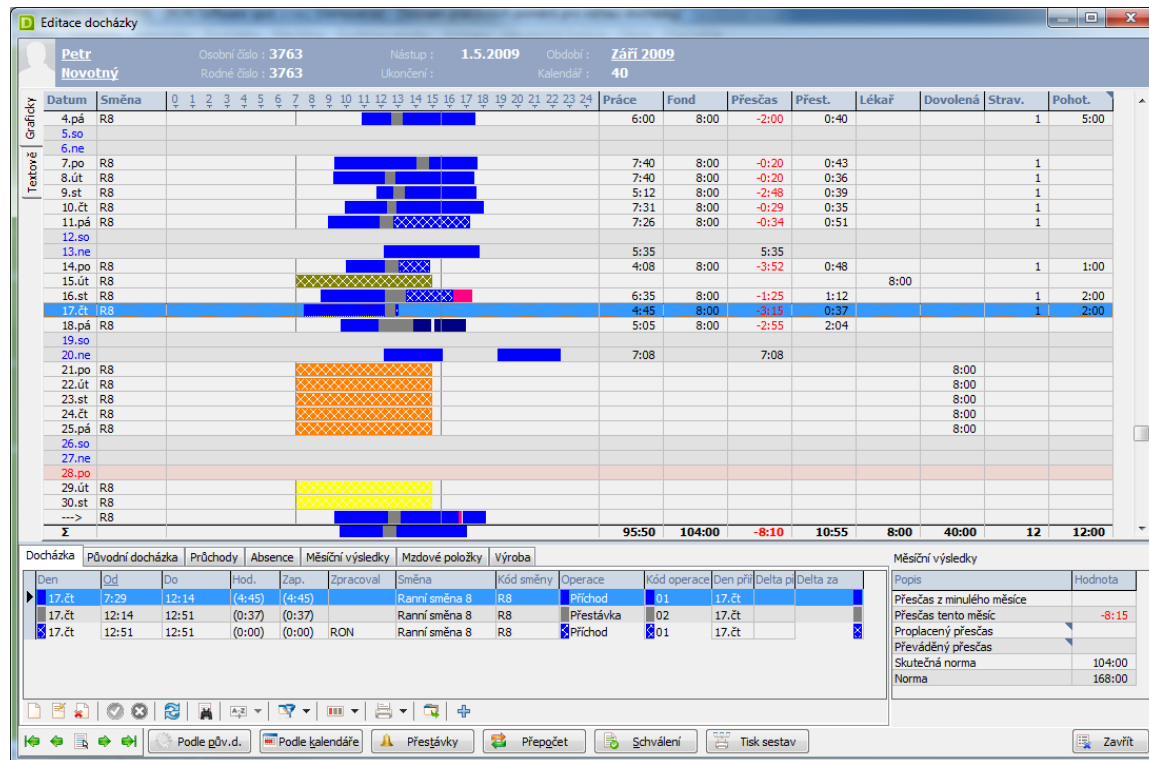 Editace docházky
Petr Osobní číslo : 3763 Nástup : 1.5.2009 Období : Září 2009
Novotný Rodné číslo : 3763 Ukončení : Kalendář : 40
Graficky
Textově
Datum Směna 0 1 2 3 4 5 6 7 8 9 10 11 12 13 14 15 16 17 18 19 20 21 22 23 24 Práce Fond Přesčas Přest. Lékař Dovolená Strav. Pohot.
4.pá R8 6:00 8:00 -2:00 0:40 1 5:00
5.so
6.ne
7.po R8 7:40 8:00 -0:20 0:43 1
8.út R8 7:40 8:00 -0:20 0:36 1
9.st R8 5:12 8:00 -2:48 0:39 1
10.čt R8 7:31 8:00 -0:29 0:35 1
11.pá R8 7:26 8:00 -0:34 0:51 1
12.so
13.ne 5:35 5:35
14.po R8 4:08 8:00 -3:52 0:48 1 1:00
15.út R8 8:00
16.st R8 6:35 8:00 -1:25 1:12 1 2:00
17.čt R8 4:45 8:00 -3:15 0:37 1 2:00
18.pá R8 5:05 8:00 -2:55 2:04
19.so
20.ne 7:08 7:08
21.po R8 8:00
22.út R8 8:00
23.st R8 8:00
24.čt R8 8:00
25.pá R8 8:00
26.so
27.ne
28.po
29.út R8
30.st R8
---> R8
Σ 95:50 104:00 -8:10 10:55 8:00 40:00 12 12:00
Docházka Původní docházka Průchody Absence Měsíční výsledky Mzdové položky Výroba
Den Od Do Hod. Zap. Zpracoval Směna Kód směny Operace Kód operace Den přií Delta pi Delta za
17.čt 7:29 12:14 (4:45) (4:45) Ranní směna 8 R8 Příchod 01 17.čt
17.čt 12:14 12:51 (0:37) (0:37) Ranní směna 8 R8 Přestávka 02 17.čt
17.čt 12:51 12:51 (0:00) (0:00) RON Ranní směna 8 R8 Příchod 01 17.čt
Měsíční výsledky
Popis Hodnota
Přesčas z minulého měsíce
Přesčas tento měsíc -8:15
Proplacený přesčas
Převáděný přesčas
Skutečná norma 104:00
Norma 168:00
Podle pův.d. Podle kalendáře Přestávky Přepočet Schválení Tisk sestav Zavřít